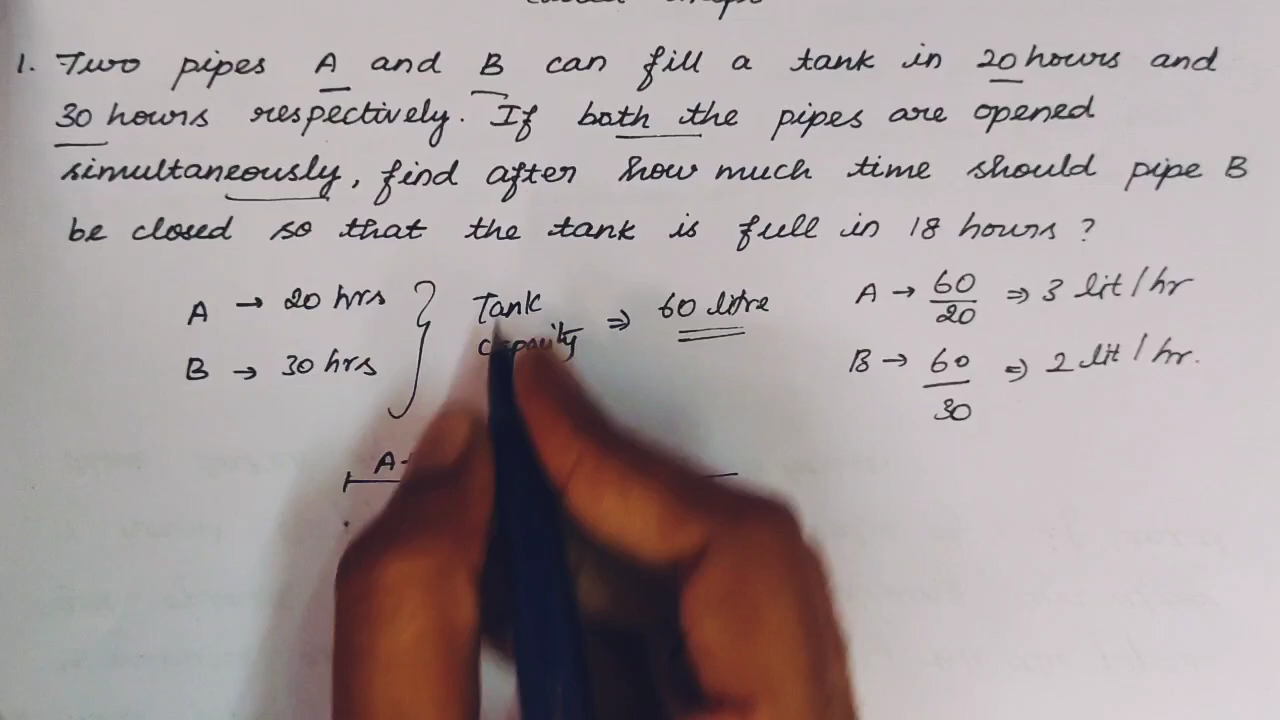 1. Two pipes A and B can fill a tank in 20 hours and
30 hours respectively. If both the pipes are opened
simultaneously, find after how much time should pipe B
be closed so that the tank is full in 18 hours ?
A → 20 hrs
B → 30 hrs
Tank capacity ⇒ 60 litre
A → 60/20 ⇒ 3 lit/hr
B → 60/30 ⇒ 2 lit/hr.
A